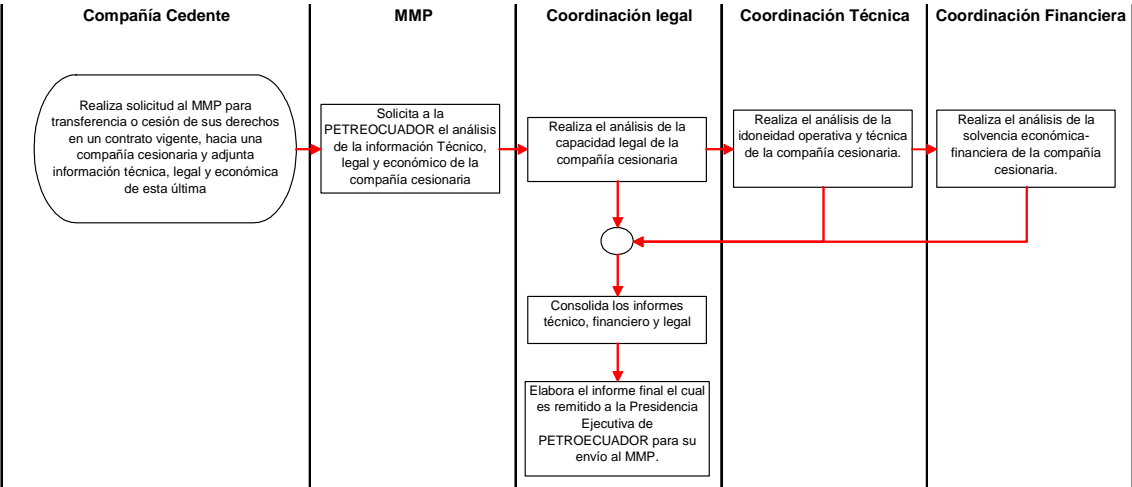 Compañía Cedente
MMP
Coordinación legal
Coordinación Técnica
Coordinación Financiera
Realiza solicitud al MMP para
transferencia o cesión de sus derechos
en un contrato vigente, hacia una
compañía cesionaria y adjunta
información técnica, legal y económica
de esta última
Solicita a la
PETREOCUADOR el análisis
de la información Técnico,
legal y económico de la
compañía cesionaria
Realiza el análisis de la
capacidad legal de la
compañía cesionaria
Realiza el análisis de la
idoneidad operativa y técnica
de la compañía cesionaria.
Realiza el análisis de la
solvencia económica-
financiera de la compañía
cesionaria.
Consolida los informes
técnico, financiero y legal
Elabora el informe final el cual
es remitido a la Presidencia
Ejecutiva de
PETROECUADOR para su
envío al MMP.